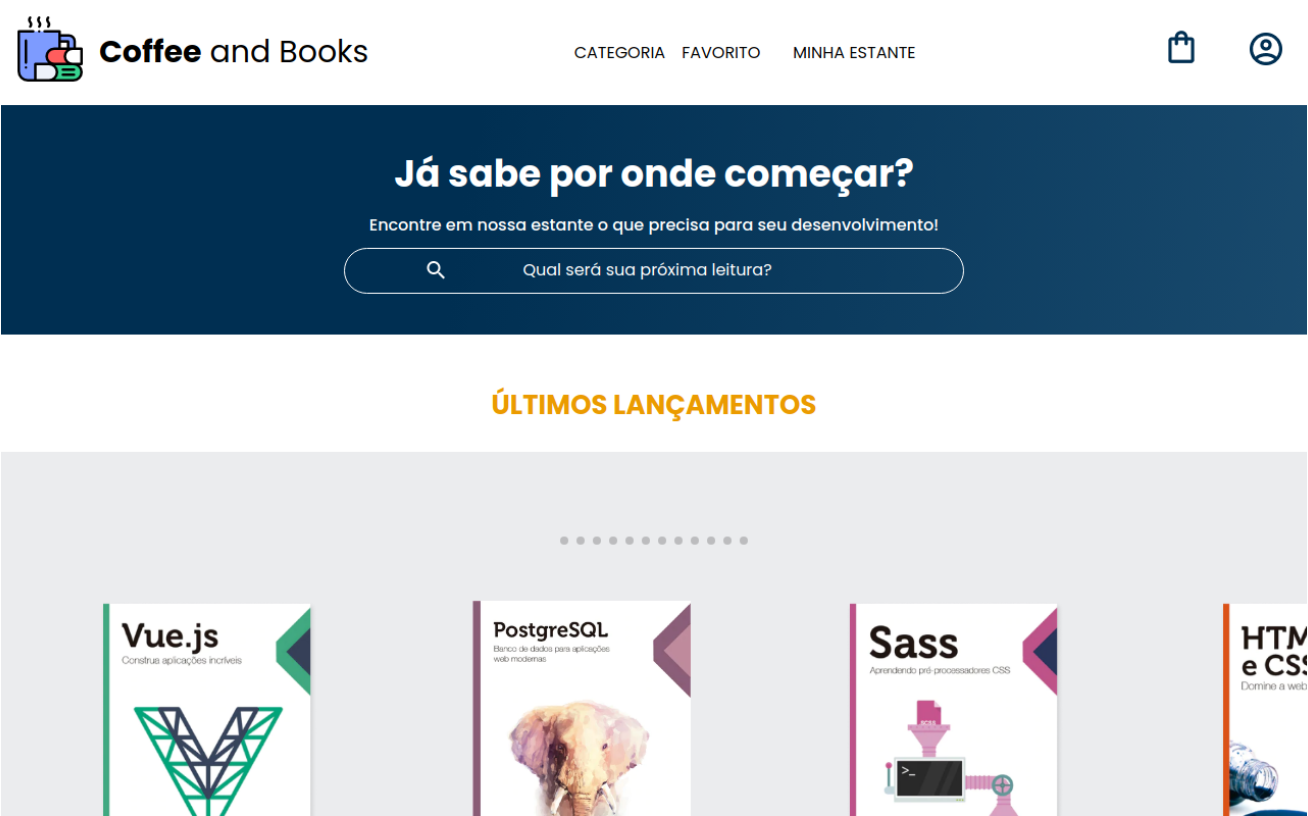 Coffee and Books
CATEGORIA FAVORITO MINHA ESTANTE
Já sabe por onde começar?
Encontre em nossa estante o que precisa para seu desenvolvimento!
Qual será sua próxima leitura?
ÚLTIMOS LANÇAMENTOS
Vue.js
Construa aplicações incríveis
PostgreSQL
Banco de dados para aplicações
web modernas
Sass
Aprendendo pré-processadores CSS
SCSS
>_
HTM
e CSS
Domine a web